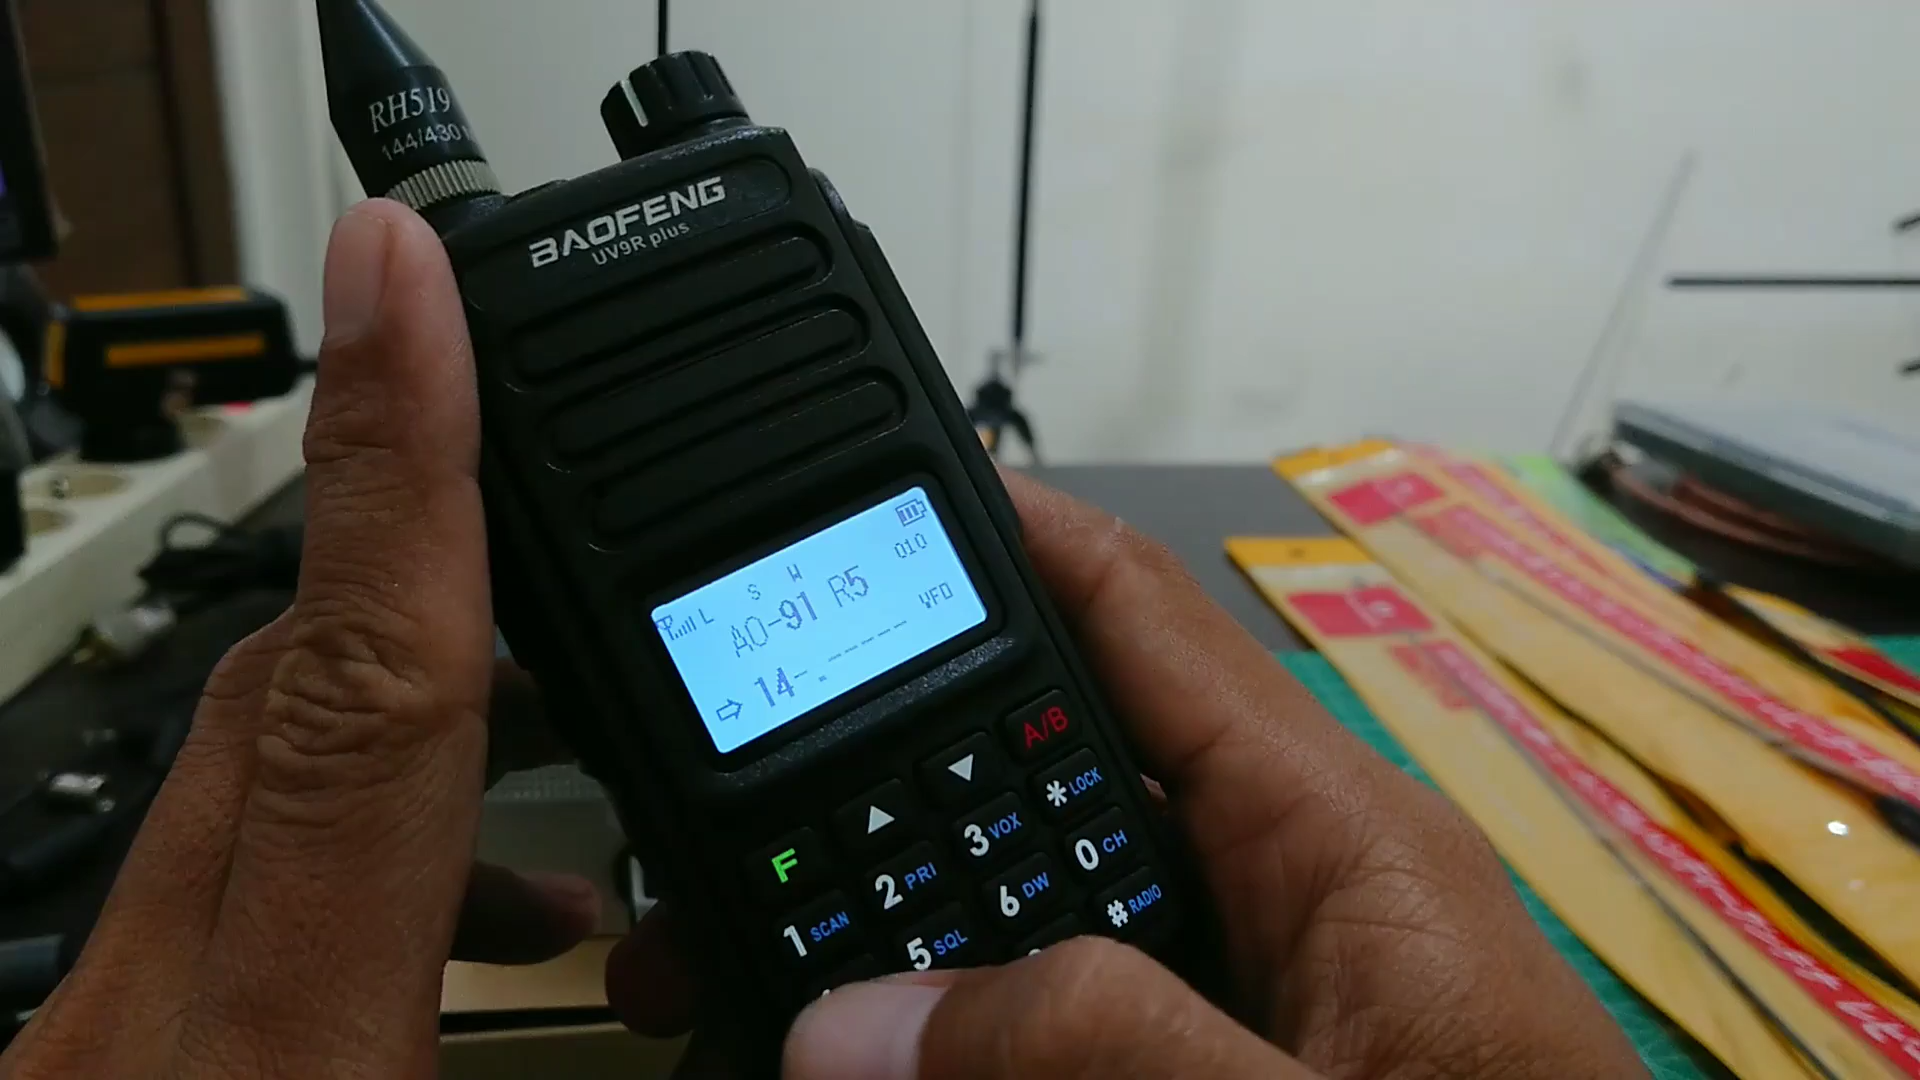 RH519
144/430
BAOFENG
UV9R plus
010
L S W
AO-91 R5
VFO
14-.----
A/B
F
2 PRI
3 VOX
* LOCK
1 SCAN
5 SQL
6 DW
0 CH
# RADIO